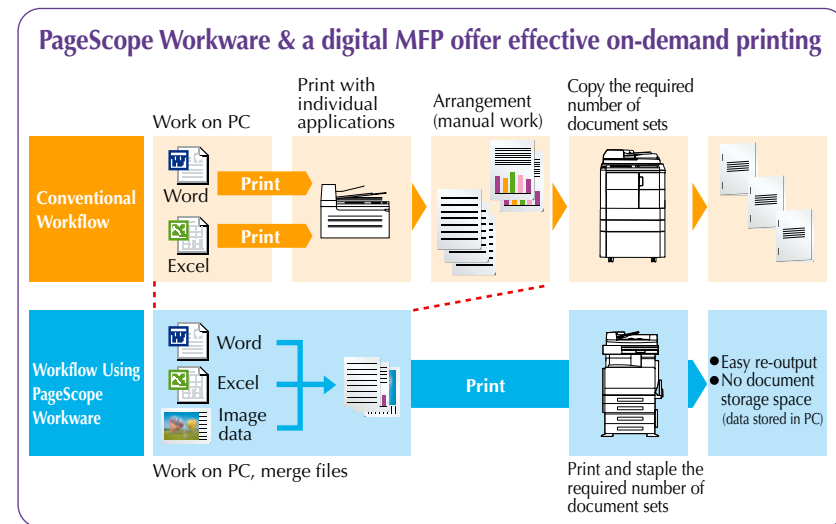 PageScope Workware & a digital MFP offer effective on-demand printing
Work on PC
Print with
individual
applications
Arrangement
(manual work)
Copy the required
number of
document sets
Conventional
Workflow
W
Word
Print
X
Excel
Print
Workflow Using
PageScope
Workware
W
Word
X
Excel
Image
data
Print
Easy re-output
No document
storage space
(data stored in PC)
Work on PC, merge files
Print and staple the
required number of
document sets